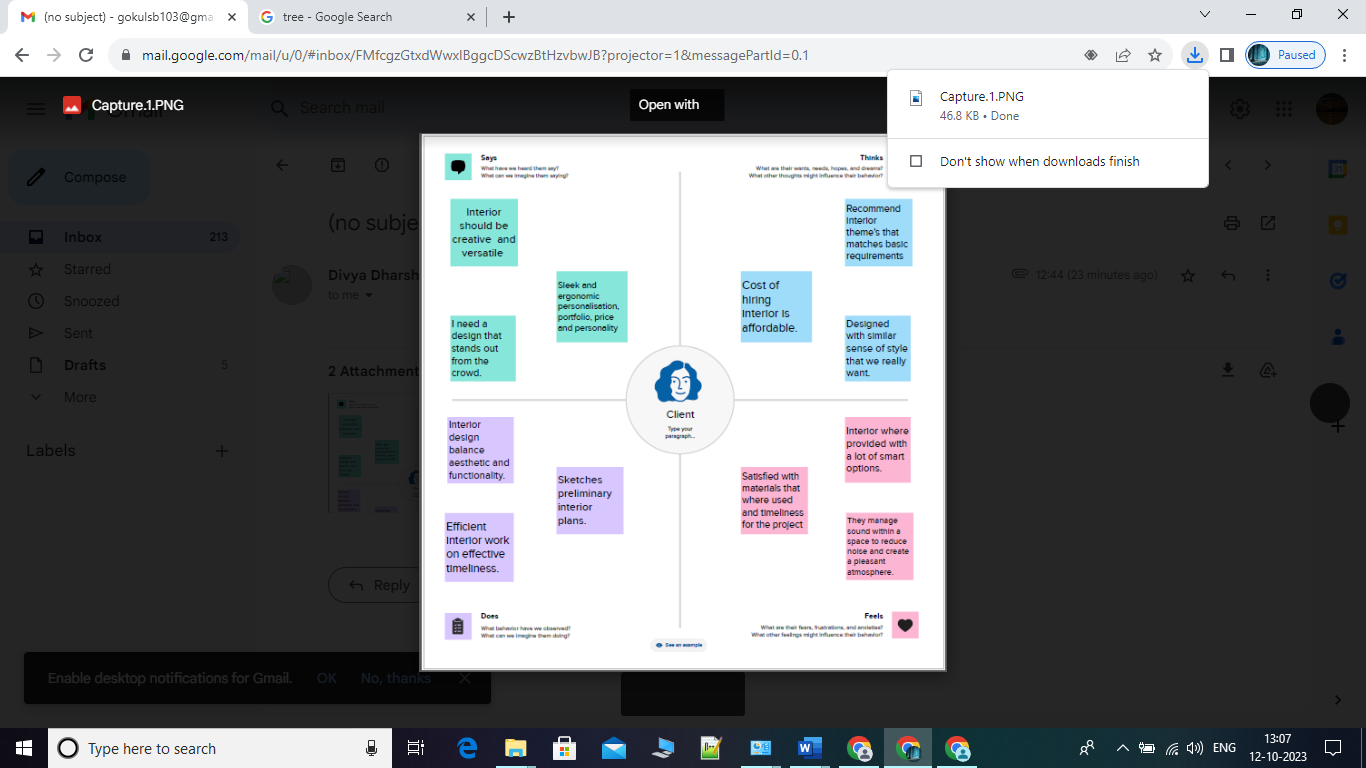 (no subject) - gokulsb103@gma
tree - Google Search
mail.google.com/mail/u/0/#inbox/FMfcgzGtxdWwxlBggcDScwzBtHzvbwJB?projector=1&messagePartId=0.1
Paused
Capture.1.PNG
46.8 KB • Done
Don't show when downloads finish
Capture.1.PNG
Gmail
Search mail
Open with
Compose
Inbox 213
Starred
Snoozed
Sent
Drafts 5
More
Labels
(no subje
Divya Dharsh
to me
12:44 (23 minutes ago)
2 Attachment
Reply
Says
What have we heard them say?
What can we imagine them saying?
Thinks
What are their wants, needs, hopes, and dreams?
What other thoughts might influence their behavior?
Interior
should be
creative and
versatile
Sleek and
ergonomic
personalisation,
portfolio, price
and personality
I need a
design that
stands out
from the
crowd.
Recommend
Interior
theme's that
matches basic
requirements
Cost of
hiring
Interior is
affordable.
Designed
with similar
sense of style
that we really
want.
Client
Type your
paragraph...
Interior
design
balance
aesthetic and
functionality.
Sketches
preliminary
interior
plans.
Efficient
Interior work
on effective
timeliness.
Interior where
provided with
a lot of smart
options.
Satisfied with
materials that
where used
and timeliness
for the project
They manage
sound within a
space to reduce
noise and create
a pleasant
atmosphere.
Does
What behavior have we observed?
What can we imagine them doing?
Feels
What are their fears, frustrations, and anxieties?
What other feelings might influence their behavior?
See an example
Enable desktop notifications for Gmail. OK No, thanks
Type here to search
ENG
13:07
12-10-2023